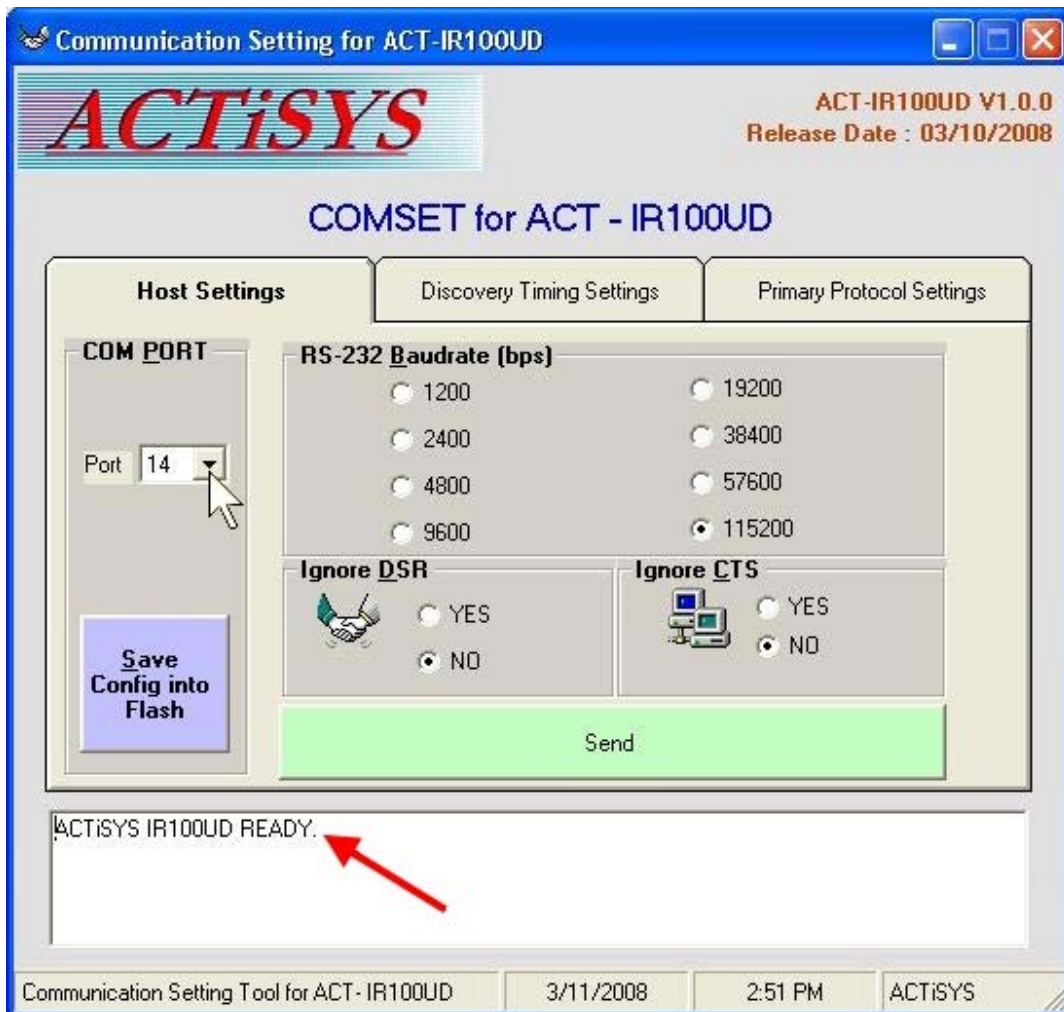 Communication Setting for ACT-IR100UD
ACTiSYS
ACT-IR100UD V1.0.0
Release Date : 03/10/2008
COMSET for ACT - IR100UD
Host Settings
Discovery Timing Settings
Primary Protocol Settings
COM PORT
Port 14
Save
Config into
Flash
RS-232 Baudrate (bps)
1200
19200
2400
38400
4800
57600
9600
115200
Ignore DSR
YES
NO
Ignore CTS
YES
NO
Send
ACTiSYS IR100UD READY.
Communication Setting Tool for ACT- IR100UD
3/11/2008
2:51 PM
ACTiSYS